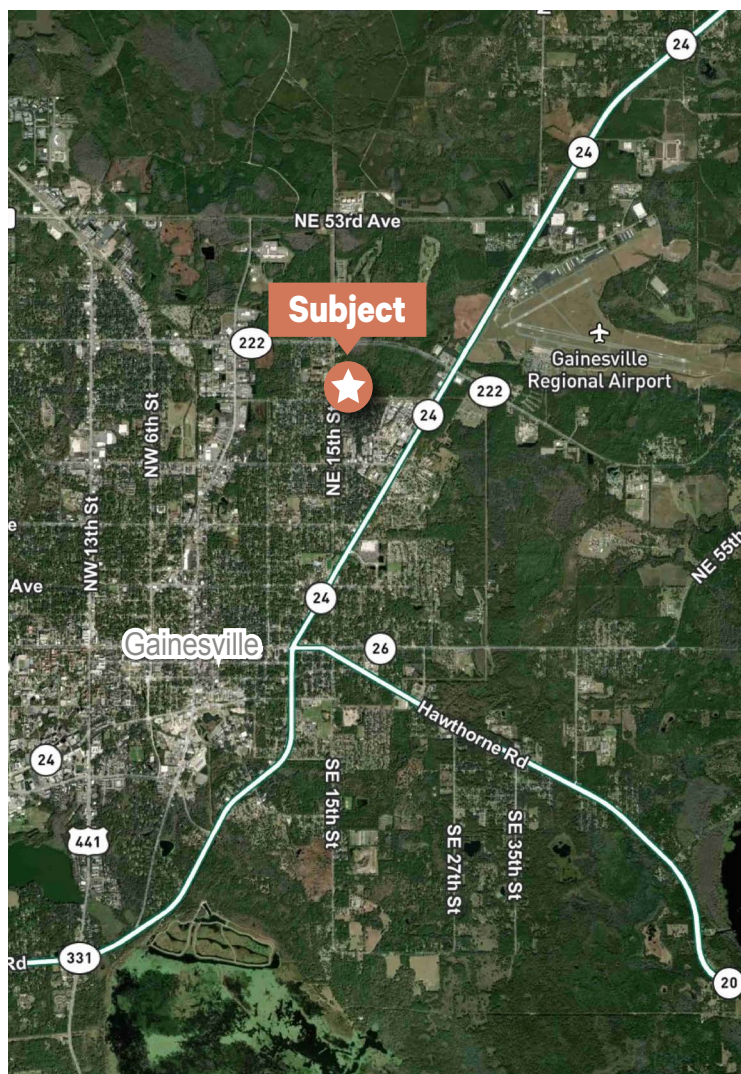 24
24
NE 53rd Ave
Subject
222
Gainesville
Regional Airport
222
24
NW 6th St
NE 15th St
NW 13th St
NE 55th
Ave
24
Gainesville
26
Hawthorne Rd
24
SE 15th St
SE 27th St
SE 35th St
441
Rd
331
20